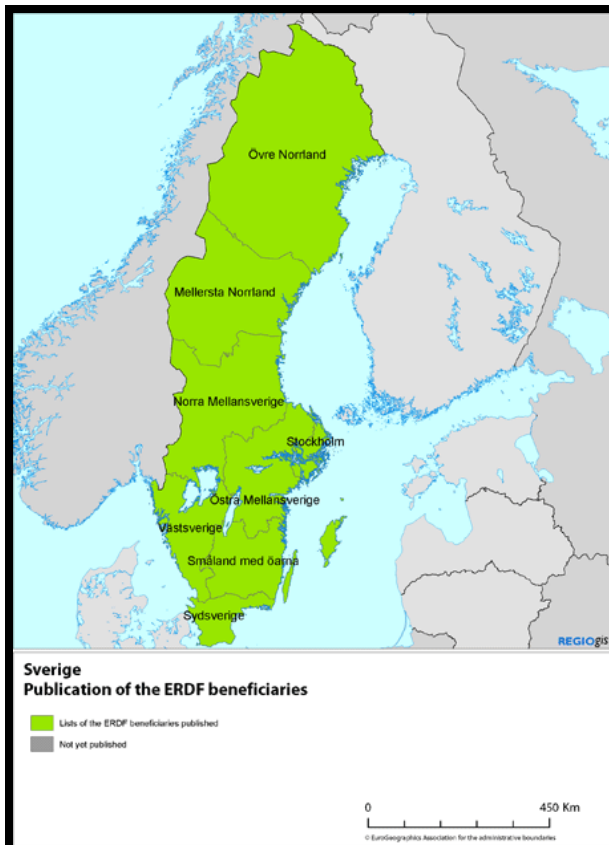 Övre Norrland
Mellersta Norrland
Norra Mellansverige
Stockholm
Östra Mellansverige
Västsverige
Småland med öarna
Sydsverige
REGIOgis
Sverige
Publication of the ERDF beneficiaries
Lists of the ERDF beneficiaries published
Not yet published
0 450 Km
© EuroGeographics Association for the administrative boundaries